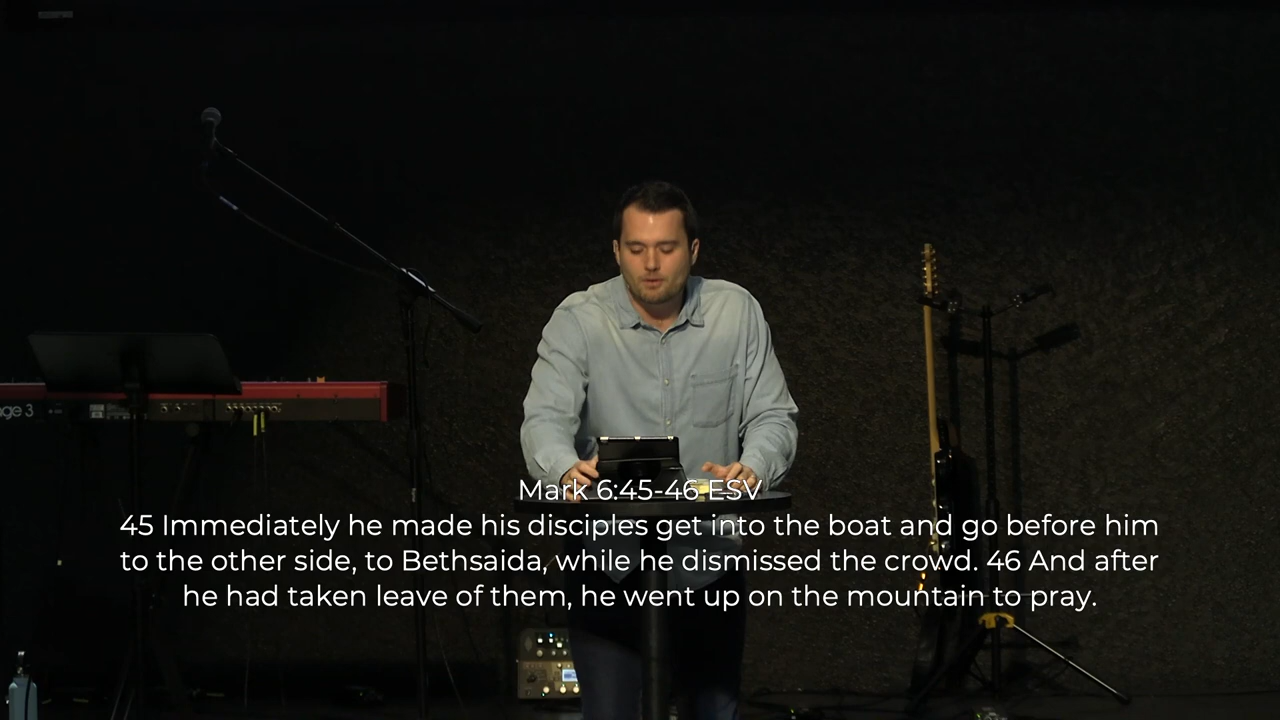 age 3
Mark 6:45-46 ESV
45 Immediately he made his disciples get into the boat and go before him
to the other side, to Bethsaida, while he dismissed the crowd. 46 And after
he had taken leave of them, he went up on the mountain to pray.